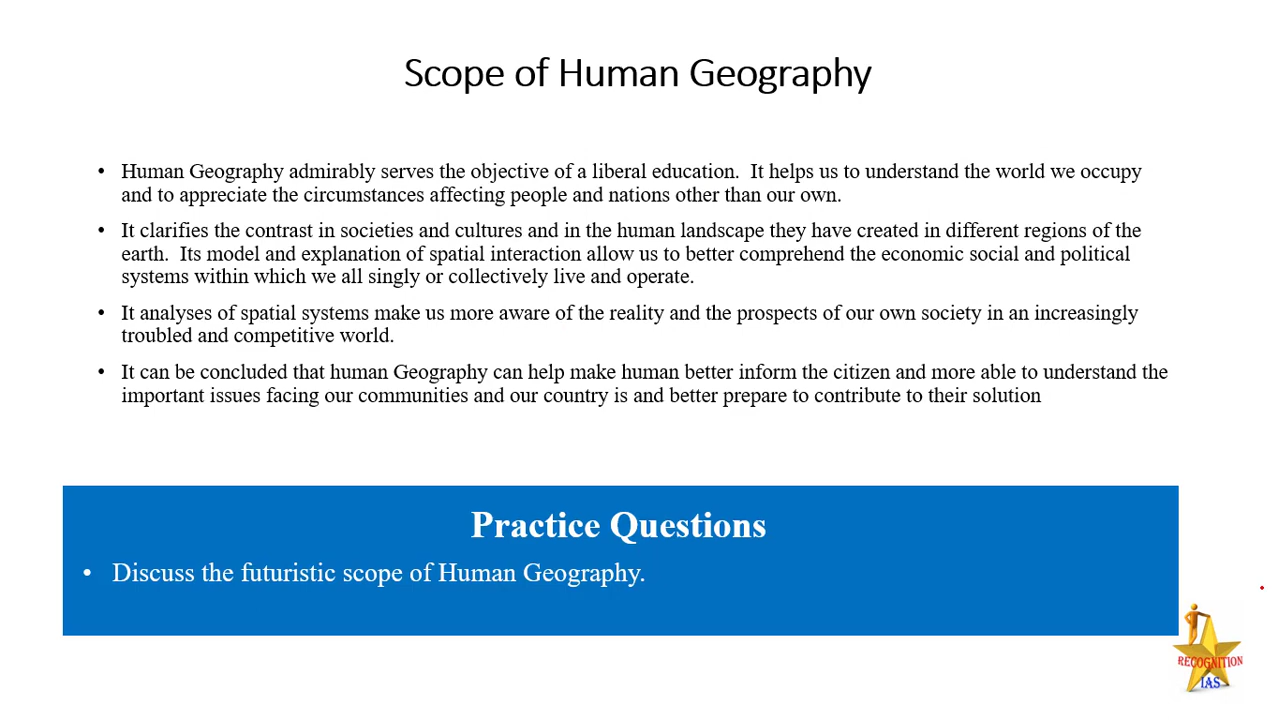 Scope of Human Geography
• Human Geography admirably serves the objective of a liberal education.  It helps us to understand the world we occupy
and to appreciate the circumstances affecting people and nations other than our own.
• It clarifies the contrast in societies and cultures and in the human landscape they have created in different regions of the
earth.  Its model and explanation of spatial interaction allow us to better comprehend the economic social and political
systems within which we all singly or collectively live and operate.
• It analyses of spatial systems make us more aware of the reality and the prospects of our own society in an increasingly
troubled and competitive world.
• It can be concluded that human Geography can help make human better inform the citizen and more able to understand the
important issues facing our communities and our country is and better prepare to contribute to their solution
Practice Questions
• Discuss the futuristic scope of Human Geography.
RECOGNITION
IAS